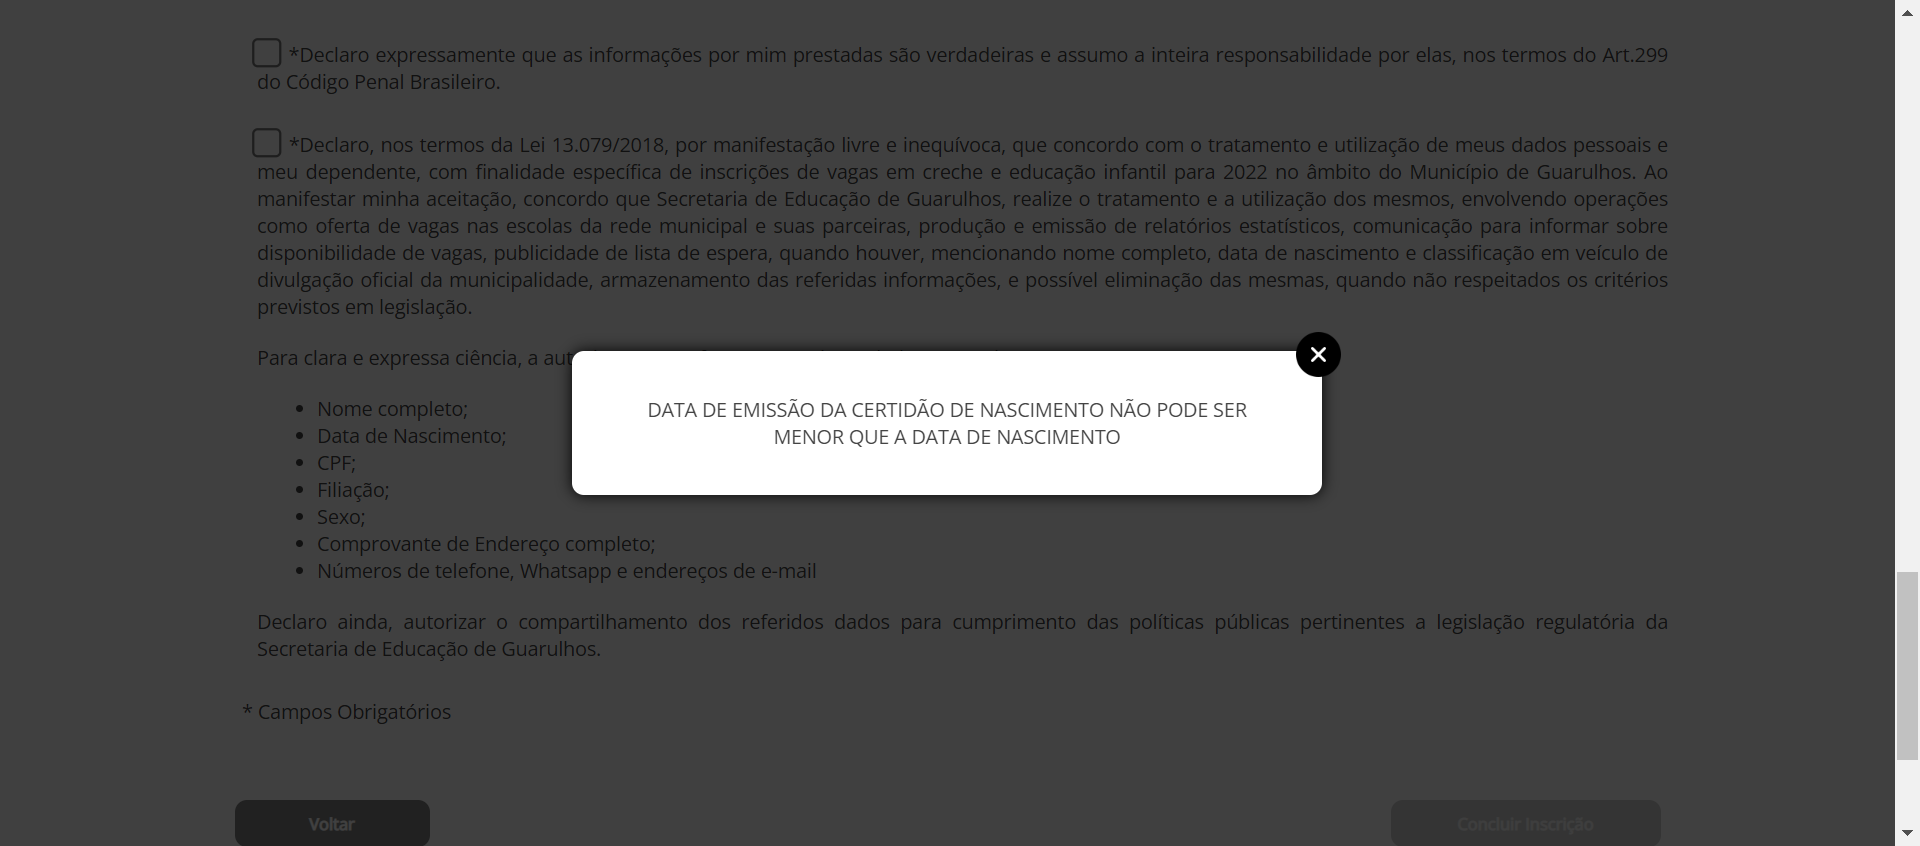 *Declaro expressamente que as informações por mim prestadas são verdadeiras e assumo a inteira responsabilidade por elas, nos termos do Art.299
do Código Penal Brasileiro.
*Declaro, nos termos da Lei 13.079/2018, por manifestação livre e inequívoca, que concordo com o tratamento e utilização de meus dados pessoais e
meu dependente, com finalidade específica de inscrições de vagas em creche e educação infantil para 2022 no âmbito do Município de Guarulhos. Ao
manifestar minha aceitação, concordo que Secretaria de Educação de Guarulhos, realize o tratamento e a utilização dos mesmos, envolvendo operações
como oferta de vagas nas escolas da rede municipal e suas parceiras, produção e emissão de relatórios estatísticos, comunicação para informar sobre
disponibilidade de vagas, publicidade de lista de espera, quando houver, mencionando nome completo, data de nascimento e classificação em veículo de
divulgação oficial da municipalidade, armazenamento das referidas informações, e possível eliminação das mesmas, quando não respeitados os critérios
previstos em legislação.
Para clara e expressa ciência, a
DATA DE EMISSÃO DA CERTIDÃO DE NASCIMENTO NÃO PODE SER
MENOR QUE A DATA DE NASCIMENTO
• Nome completo;
• Data de Nascimento;
• CPF;
• Filiação;
• Sexo;
• Comprovante de Endereço completo;
• Números de telefone, Whatsapp e endereços de e-mail
Declaro ainda, autorizar o compartilhamento dos referidos dados para cumprimento das políticas públicas pertinentes a legislação regulatória da
Secretaria de Educação de Guarulhos.
* Campos Obrigatórios
Voltar
Concluir Inscrição